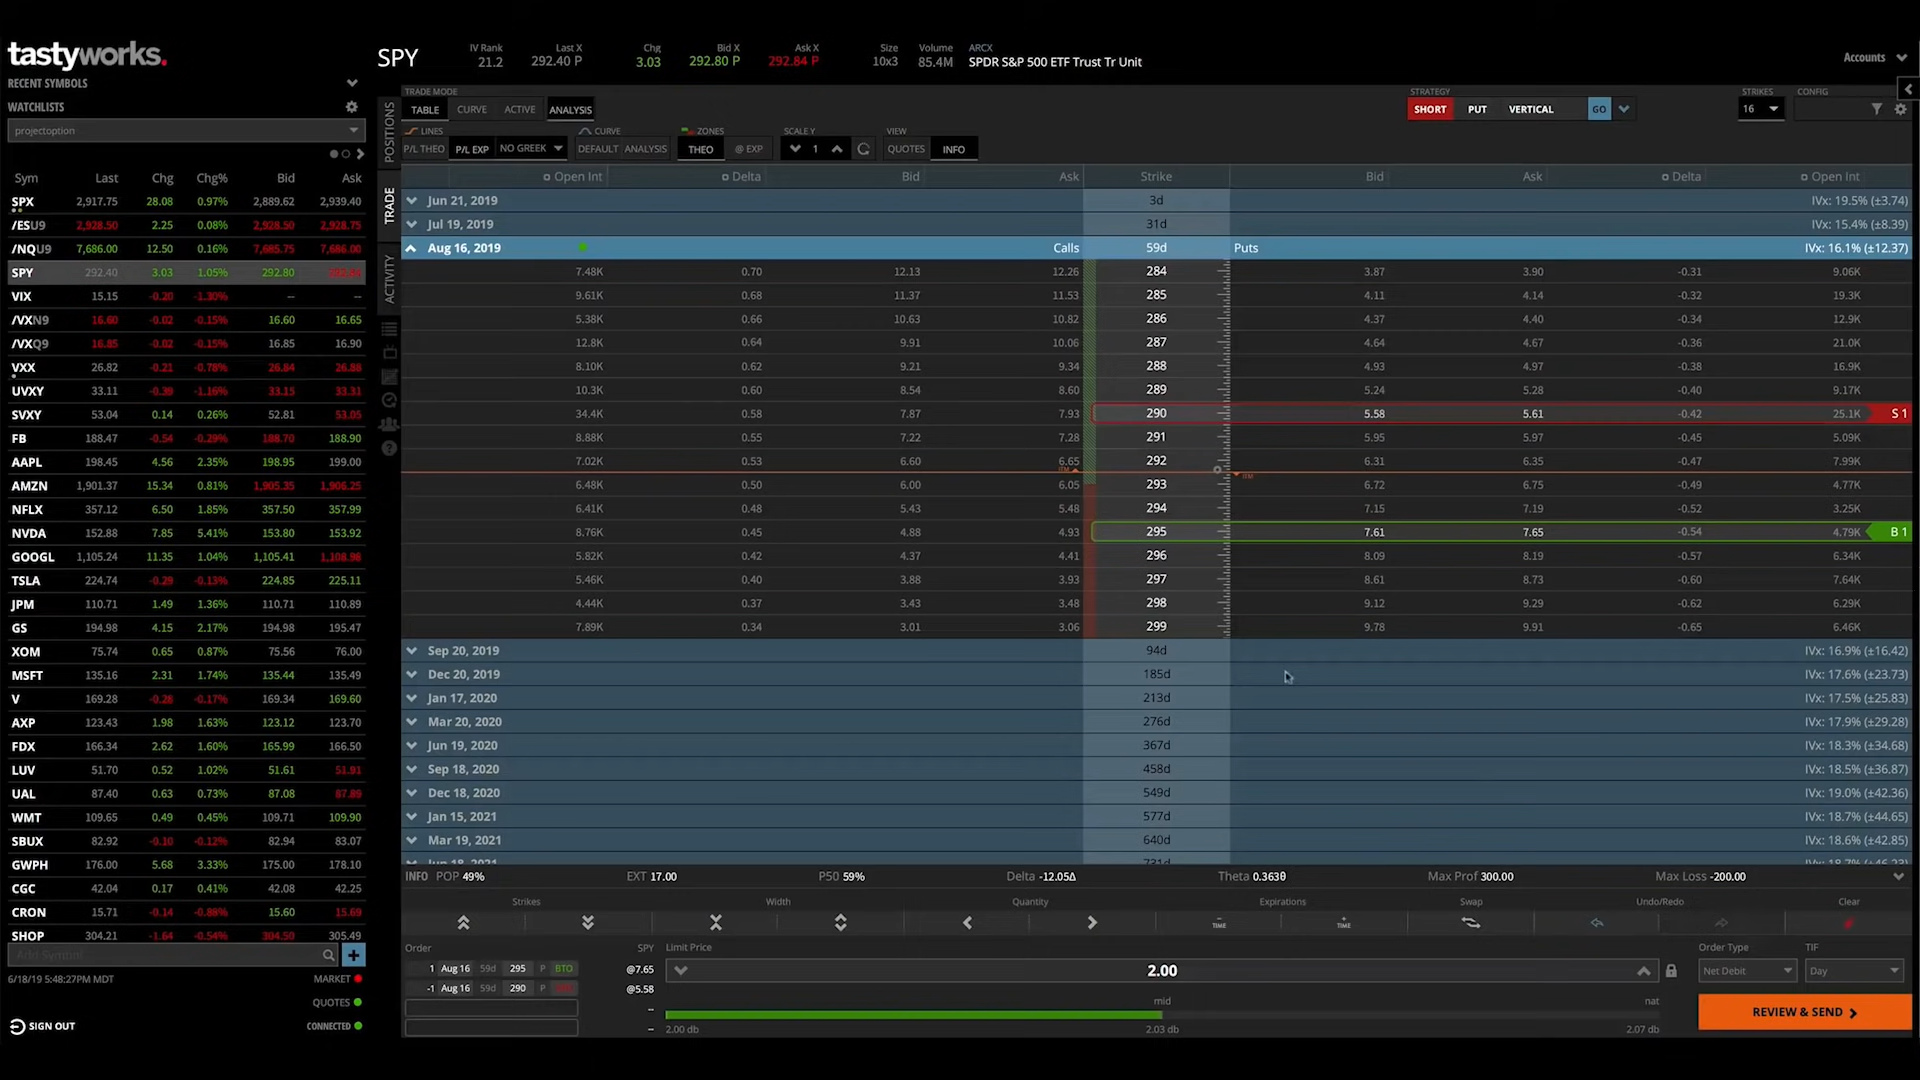 tastyworks.
RECENT SYMBOLS
WATCHLISTS
projectoption
Sym Last Chg Chg% Bid Ask
SPX 2,917.75 28.08 0.97% 2,889.62 2,939.40
/ESU9 2,928.50 2.25 0.08% 2,928.50 2,928.75
/NQU9 7,686.00 12.50 0.16% 7,685.75 7,686.00
SPY 292.40 3.03 1.05% 292.80
VIX 15.15 -0.20 -1.30% -- --
/VXN9 16.60 -0.02 -0.15% 16.60 16.65
/VXQ9 16.85 -0.02 -0.15% 16.85 16.90
VXX 26.82 -0.21 -0.78% 26.84 26.88
UVXY 33.11 -0.39 -1.16% 33.15 33.31
SVXY 53.04 0.14 0.26% 52.81 53.05
FB 188.47 -0.54 -0.29% 188.70 188.90
AAPL 198.45 4.56 2.35% 198.95 199.00
AMZN 1,901.37 15.34 0.81% 1,905.35 1,906.25
NFLX 357.12 6.50 1.85% 357.50 357.99
NVDA 152.88 7.85 5.41% 153.80 153.92
GOOGL 1,105.24 11.35 1.04% 1,105.41 1,108.98
TSLA 224.74 -0.29 -0.13% 224.85 225.11
JPM 110.71 1.49 1.36% 110.71 110.89
GS 194.98 4.15 2.17% 194.98 195.47
XOM 75.74 0.65 0.87% 75.56 76.00
MSFT 135.16 2.31 1.74% 135.44 135.49
V 169.28 -0.28 -0.17% 169.34 169.60
AXP 123.43 1.98 1.63% 123.12 123.70
FDX 166.34 2.62 1.60% 165.99 166.50
LUV 51.70 0.52 1.02% 51.61 51.91
UAL 87.40 0.63 0.73% 87.08 87.89
WMT 109.65 0.49 0.45% 109.71 109.90
SBUX 82.92 -0.10 -0.12% 82.94 83.07
GWPH 176.00 5.68 3.33% 175.00 178.10
CGC 42.04 0.17 0.41% 42.08 42.25
CRON 15.71 -0.14 -0.88% 15.60 15.69
SHOP 304.21 -1.64 -0.54% 304.50 305.49
Add Symbol
6/18/19 5:48:27PM MDT MARKET
QUOTES
SIGN OUT CONNECTED
SPY
IV Rank Last X Chg Bid X Ask X Size Volume ARCX
21.2 292.40 P 3.03 292.80 P 292.84 P 10x3 85.4M SPDR S&P 500 ETF Trust Tr Unit
Accounts
POSITIONS
TRADE
ACTIVITY
TRADE MODE STRATEGY STRIKES CONFIG
TABLE CURVE ACTIVE ANALYSIS SHORT PUT VERTICAL GO 16
LINES CURVE ZONES SCALE Y VIEW
P/L THEO P/L EXP NO GREEK DEFAULT ANALYSIS THEO @ EXP 1 QUOTES INFO
Open Int Delta Bid Ask Strike Bid Ask Delta Open Int
Jun 21, 2019 3d IVx: 19.5% (±3.74)
Jul 19, 2019 31d IVx: 15.4% (±8.39)
Aug 16, 2019 Calls 59d Puts IVx: 16.1% (±12.37)
7.48K 0.70 12.13 12.26 284 3.87 3.90 -0.31 9.06K
9.61K 0.68 11.37 11.53 285 4.11 4.14 -0.32 19.3K
5.38K 0.66 10.63 10.82 286 4.37 4.40 -0.34 12.9K
12.8K 0.64 9.91 10.06 287 4.64 4.67 -0.36 21.0K
8.10K 0.62 9.21 9.34 288 4.93 4.97 -0.38 16.9K
10.3K 0.60 8.54 8.60 289 5.24 5.28 -0.40 9.17K
34.4K 0.58 7.87 7.93 290 5.58 5.61 -0.42 25.1K S 1
8.88K 0.55 7.22 7.28 291 5.95 5.97 -0.45 5.09K
7.02K 0.53 6.60 6.65 292 6.31 6.35 -0.47 7.99K
ITM ITM
6.48K 0.50 6.00 6.05 293 6.72 6.75 -0.49 4.77K
6.41K 0.48 5.43 5.48 294 7.15 7.19 -0.52 3.25K
8.76K 0.45 4.88 4.93 295 7.61 7.65 -0.54 4.79K B 1
5.82K 0.42 4.37 4.41 296 8.09 8.19 -0.57 6.34K
5.46K 0.40 3.88 3.93 297 8.61 8.73 -0.60 7.64K
4.44K 0.37 3.43 3.48 298 9.12 9.29 -0.62 6.29K
7.89K 0.34 3.01 3.06 299 9.78 9.91 -0.65 6.46K
Sep 20, 2019 94d IVx: 16.9% (±16.42)
Dec 20, 2019 185d IVx: 17.6% (±23.73)
Jan 17, 2020 213d IVx: 17.5% (±25.83)
Mar 20, 2020 276d IVx: 17.9% (±29.28)
Jun 19, 2020 367d IVx: 18.3% (±34.68)
Sep 18, 2020 458d IVx: 18.5% (±36.87)
Dec 18, 2020 549d IVx: 19.0% (±42.36)
Jan 15, 2021 577d IVx: 18.7% (±44.65)
Mar 19, 2021 640d IVx: 18.6% (±42.85)
Jun 18, 2021 731d IVx: 18.7% (±46.23)
INFO POP 49% EXT 17.00 P50 59% Delta -12.05Δ Theta 0.363θ Max Prof 300.00 Max Loss -200.00
Strikes Width Quantity Expirations Swap Undo/Redo Clear
TIME TIME
Order SPY Limit Price Order Type TIF
1 Aug 16 59d 295 P BTO @7.65 2.00 Net Debit Day
-1 Aug 16 59d 290 P @5.58
-- mid nat
-- 2.00 db 2.03 db 2.07 db
REVIEW & SEND